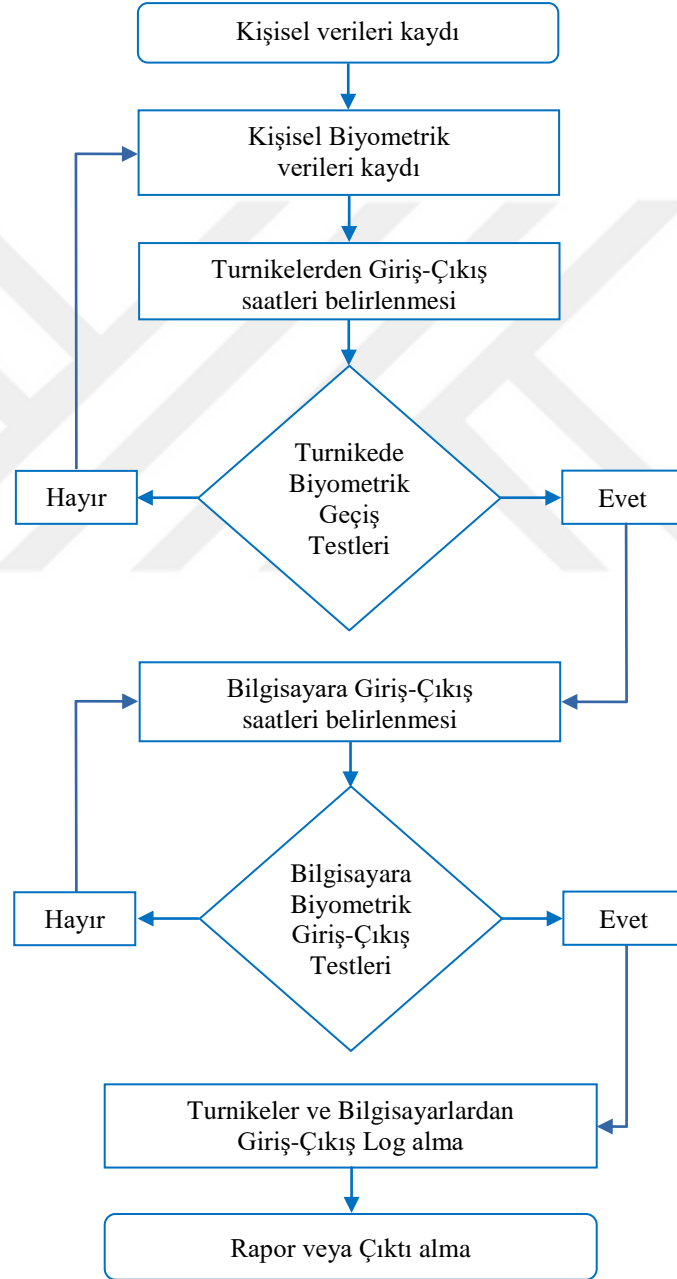 Kişisel verileri kaydı
Kişisel Biyometrik
verileri kaydı
Turnikelerden Giriş-Çıkış
saatleri belirlenmesi
Turnikede
Biyometrik
Geçiş
Testleri
Hayır
Evet
Bilgisayara Giriş-Çıkış
saatleri belirlenmesi
Bilgisayara
Biyometrik
Giriş-Çıkış
Testleri
Hayır
Evet
Turnikeler ve Bilgisayarlardan
Giriş-Çıkış Log alma
Rapor veya Çıktı alma